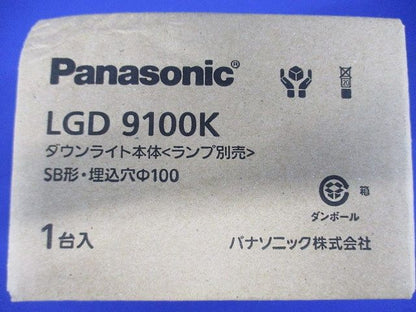 Panasonic®
LGD 9100K
ダウンライト本体<ランプ別売>
SB形・埋込穴Φ100
箱
ダンボール
1台入
パナソニック株式会社